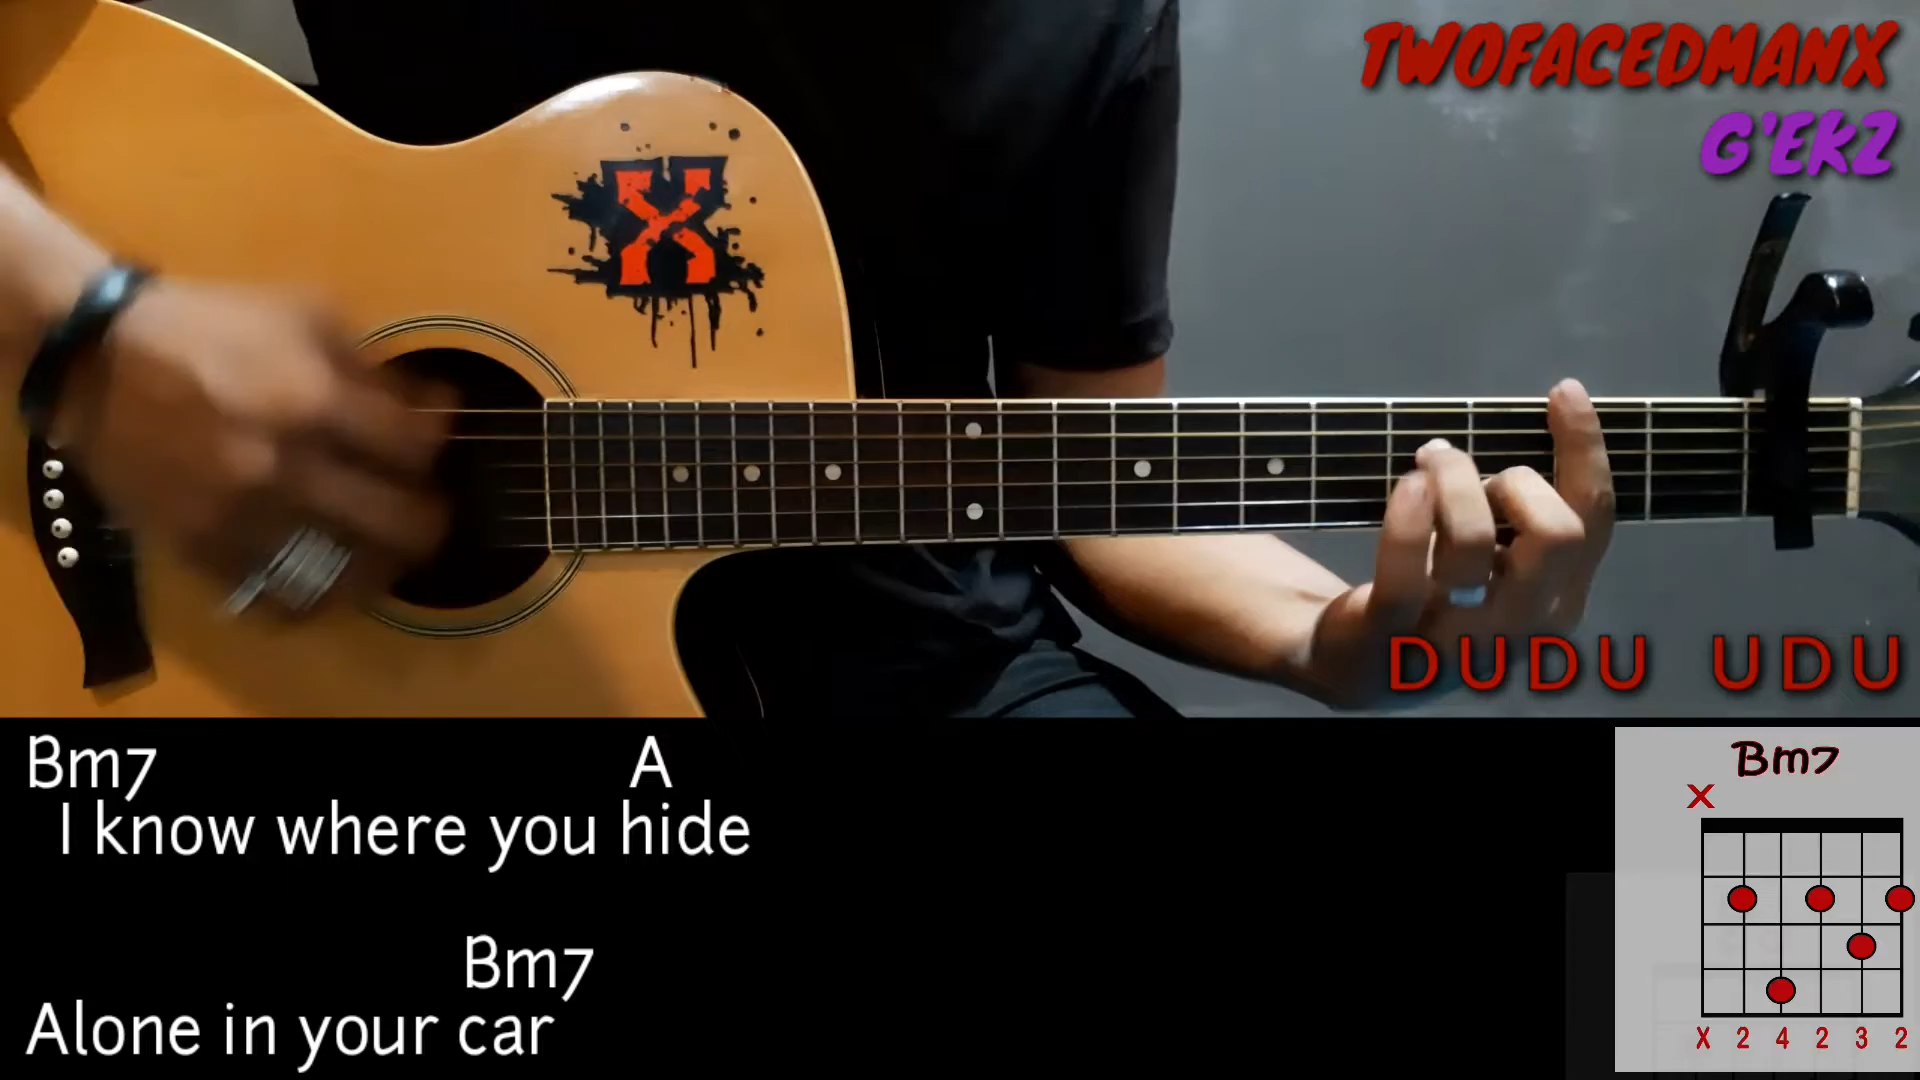 TWOFACEDMANX
G'EKZ
X
DUDU UDU
Bm7 A
I know where you hide
Bm7
Alone in your car
Bm7
X
X 2 4 2 3 2